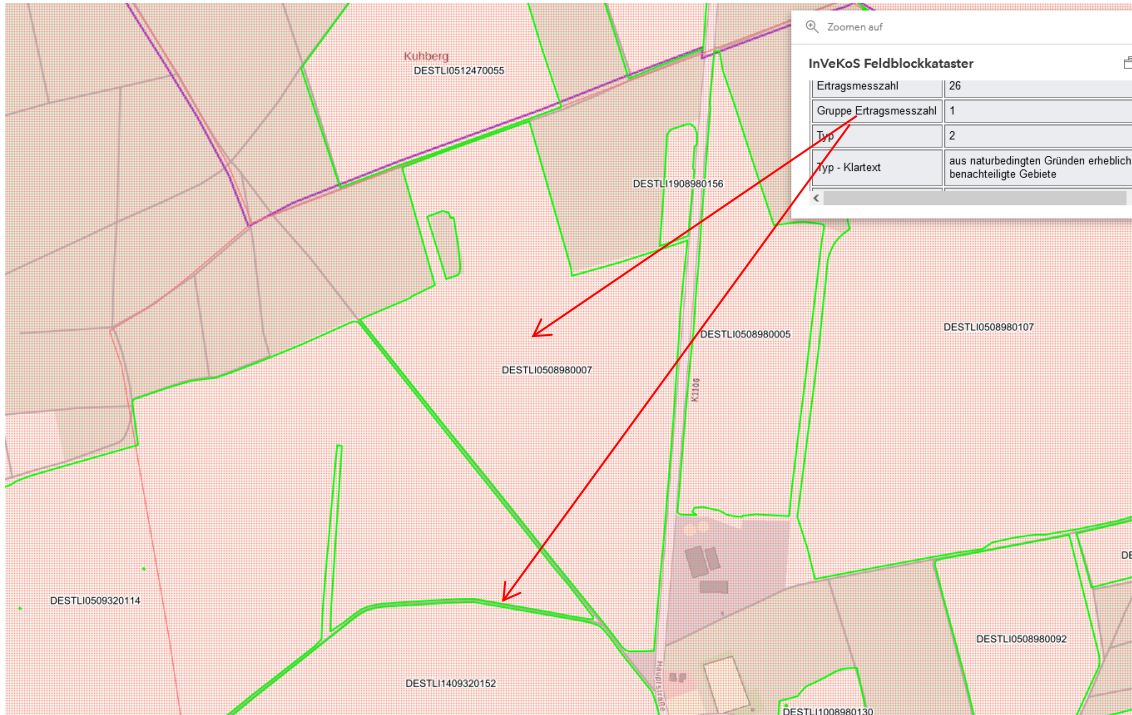 Zoomen auf
InVeKoS Feldblockkataster
Ertragsmesszahl 26
Gruppe Ertragsmesszahl 1
Typ 2
Typ - Klartext aus naturbedingten Gründen erheblich
benachteiligte Gebiete
Kuhberg
DESTLI0512470055
DESTLI1908980156
DESTLI0508980005
DESTLI0508980107
DESTLI0508980007
DESTLI0509320114
DESTLI0508980092
DESTLI1409320152
Hauptstraße
DESTLI1008980130